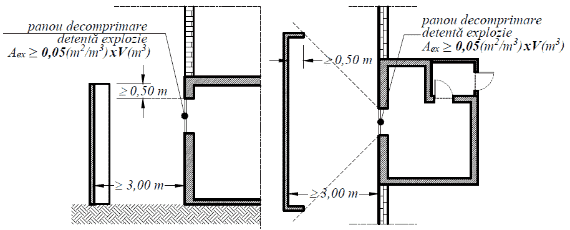 panou decomprimare
detentă explozie
Aex ≥ 0,05(m²/m³) xV(m³)
≥ 0,50 m
≥ 3,00 m
panou decomprimare
detentă explozie
Aex ≥ 0,05(m²/m³) xV(m³)
≥ 0,50 m
≥ 3,00 m